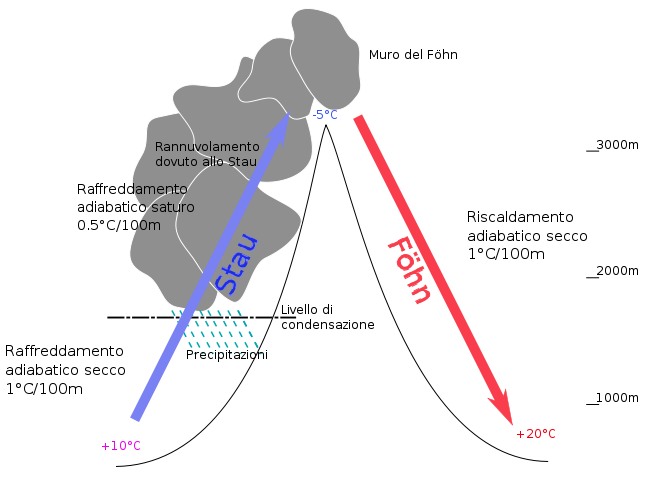 Muro del Föhn
-5°C
3000m
Rannuvolamento
dovuto allo Stau
Raffreddamento
adiabatico saturo
0.5°C/100m
Riscaldamento
adiabatico secco
1°C/100m
Stau
Föhn
2000m
Livello di
condensazione
Precipitazioni
Raffreddamento
adiabatico secco
1°C/100m
1000m
+10°C
+20°C